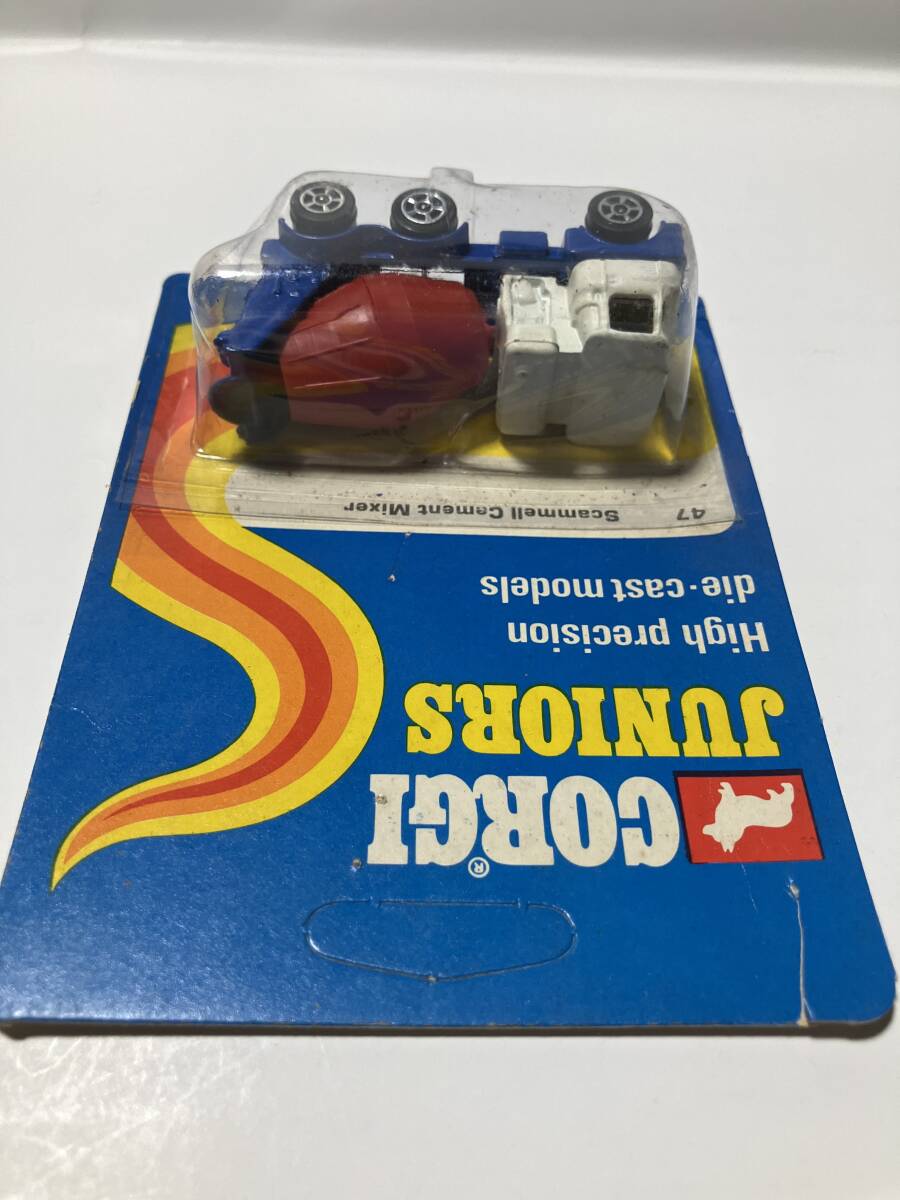 CORGI®
JUNIORS
High precision
die-cast models
47 Scammell Cement Mixer